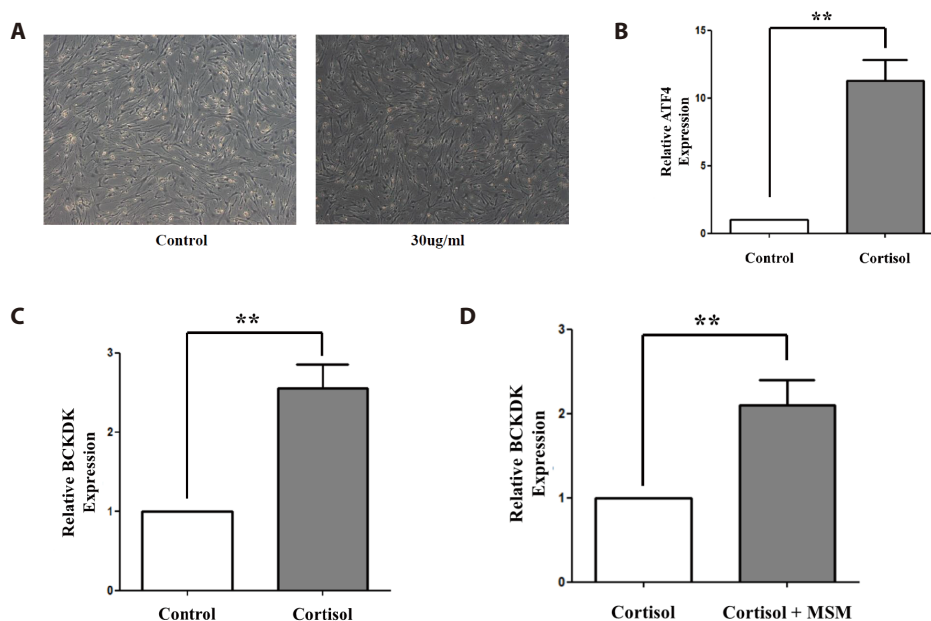 A
Control
30ug/ml
B
**
Relative ATF4
Expression
15
10
5
0
Control
Cortisol
C
**
Relative BCKDK
Expression
3
2
1
0
Control
Cortisol
D
**
Relative BCKDK
Expression
3
2
1
0
Cortisol
Cortisol + MSM